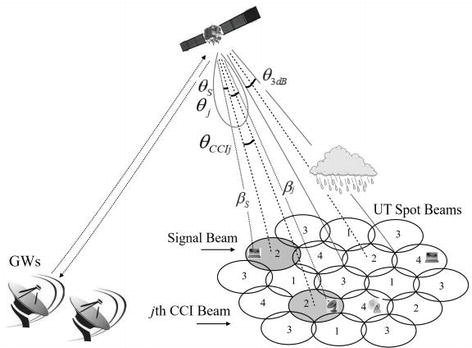 θ3dB
θS
θj
θCCIj
βS
βj
UT Spot Beams
Signal Beam
GWs
jth CCI Beam
3 1 3
2 4 2 4
3 1 3 1 3
4 2 4 2
3 1 3